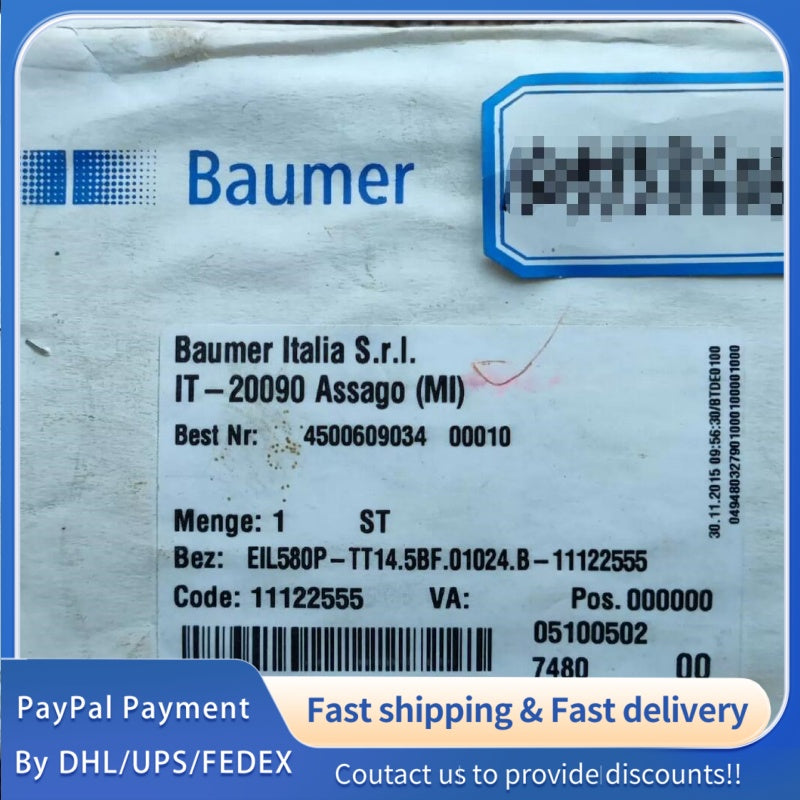 Baumer
Baumer Italia S.r.l.
IT-20090 Assago (MI)
Best Nr: 4500609034 00010
Menge: 1 ST
Bez: EIL580P-TT14.5BF.01024.B-11122555
Code: 11122555 VA: Pos. 000000
05100502
7480 00
30.11.2015 09:56:30/BTDE0100
0494803279010001000001000
PayPal Payment
By DHL/UPS/FEDEX
Fast shipping & Fast delivery
Coutact us to provide discounts!!